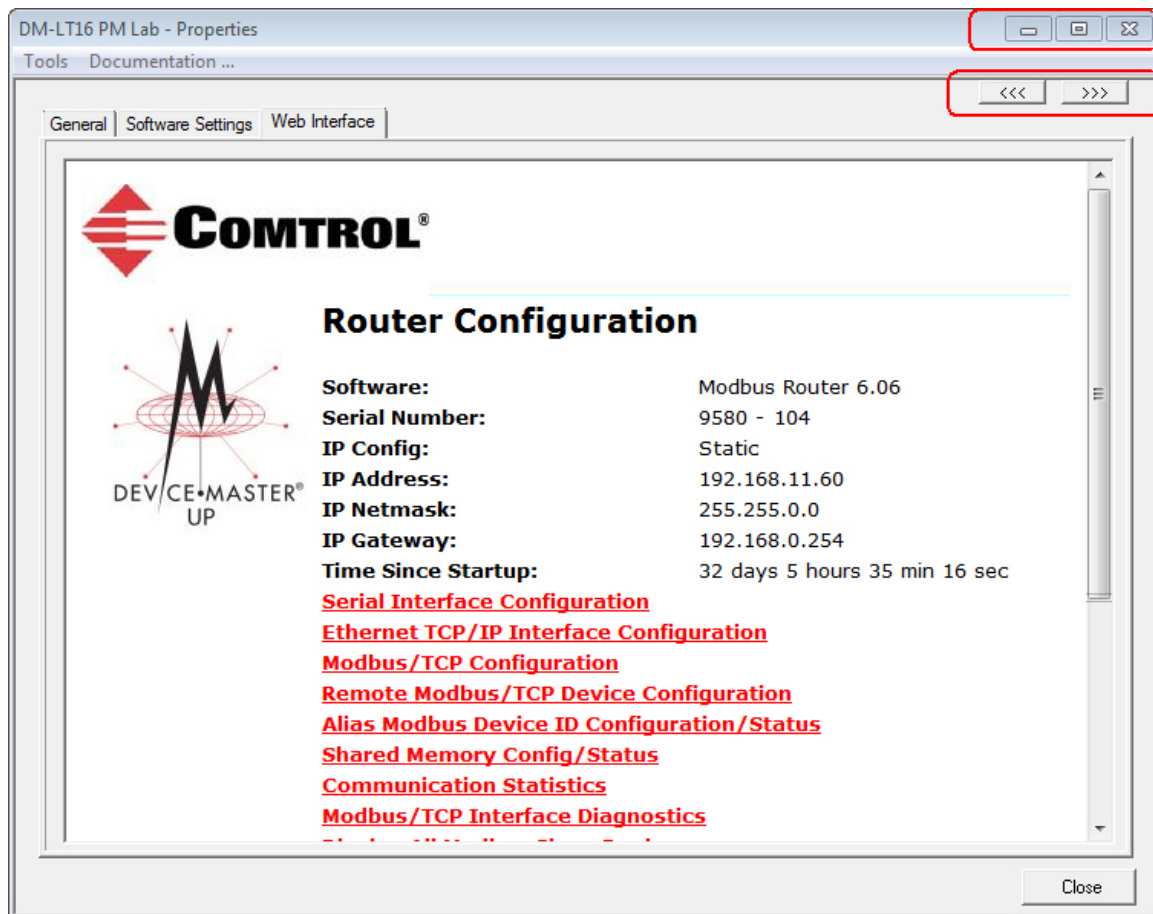 DM-LT16 PM Lab - Properties
Tools Documentation ...
<<< >>>
General Software Settings Web Interface
COMTROL®
Router Configuration
DEVICE•MASTER®
UP
Software: Modbus Router 6.06
Serial Number: 9580 - 104
IP Config: Static
IP Address: 192.168.11.60
IP Netmask: 255.255.0.0
IP Gateway: 192.168.0.254
Time Since Startup: 32 days 5 hours 35 min 16 sec
Serial Interface Configuration
Ethernet TCP/IP Interface Configuration
Modbus/TCP Configuration
Remote Modbus/TCP Device Configuration
Alias Modbus Device ID Configuration/Status
Shared Memory Config/Status
Communication Statistics
Modbus/TCP Interface Diagnostics
Close